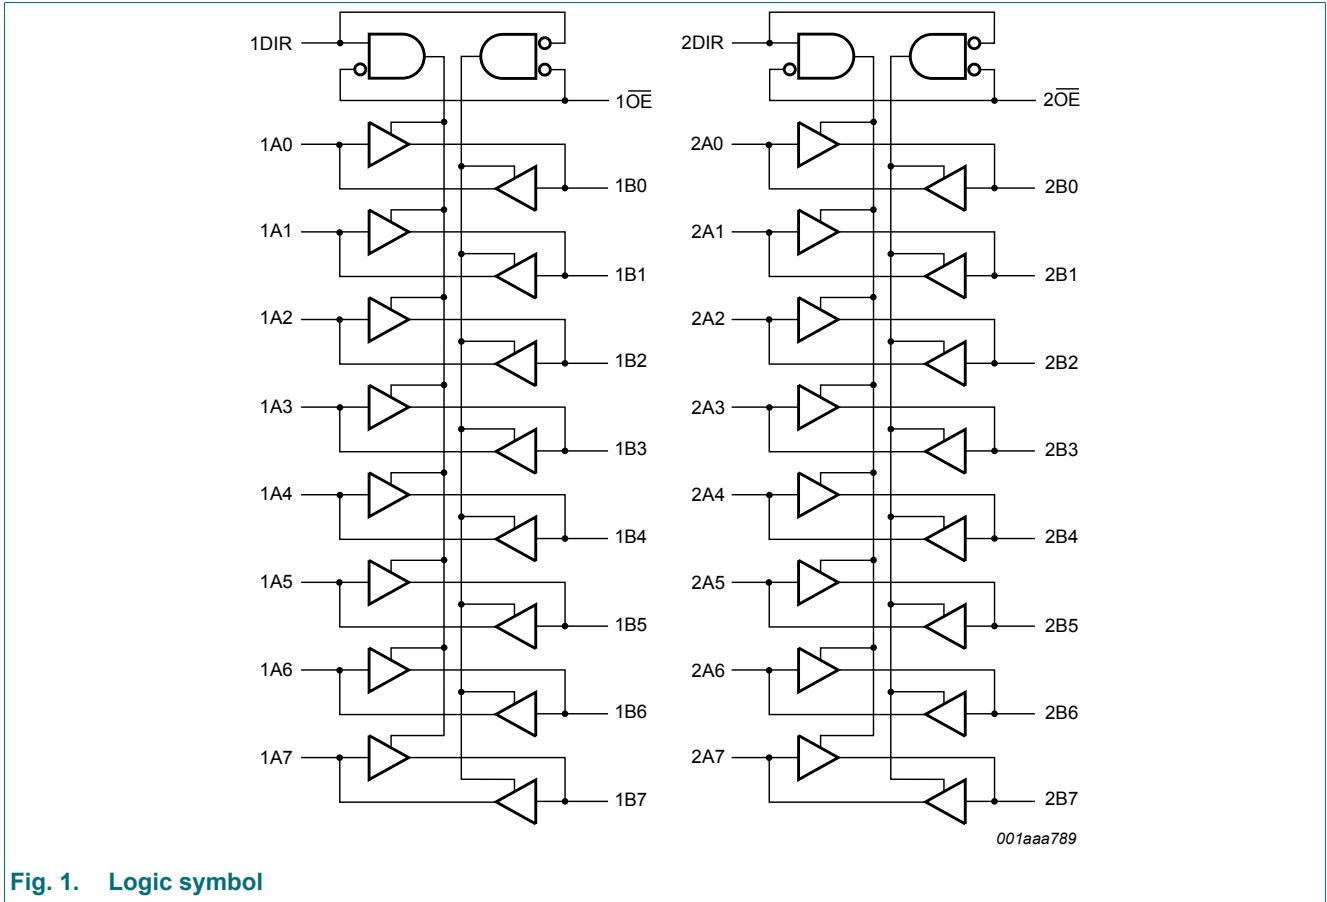 1DIR
1O̅E̅
1A0
1B0
1A1
1B1
1A2
1B2
1A3
1B3
1A4
1B4
1A5
1B5
1A6
1B6
1A7
1B7
2DIR
2O̅E̅
2A0
2B0
2A1
2B1
2A2
2B2
2A3
2B3
2A4
2B4
2A5
2B5
2A6
2B6
2A7
2B7
001aaa789
Fig. 1. Logic symbol